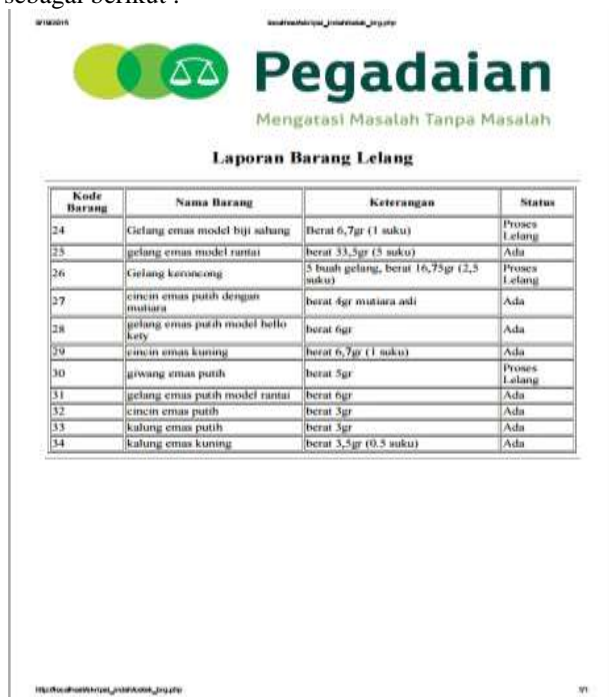 sebagai berikut :
Pegadaian
Mengatasi Masalah Tanpa Masalah
Laporan Barang Lelang
Kode Barang Nama Barang Keterangan Status
24 Gelang emas model biji sahang Berat 6,7gr (1 suku) Proses Lelang
25 gelang emas model rantai berat 33,5gr (5 suku) Ada
26 Gelang keroncong 5 buah gelang, berat 16,75gr (2,5 suku) Proses Lelang
27 cincin emas putih dengan mutiara berat 4gr mutiara asli Ada
28 gelang emas putih model hello kety berat 6gr Ada
29 cincin emas kuning berat 6,7gr (1 suku) Ada
30 giwang emas putih berat 5gr Proses Lelang
31 gelang emas putih model rantai berat 6gr Ada
32 cincin emas putih berat 3gr Ada
33 kalung emas putih berat 3gr Ada
34 kalung emas kuning berat 3,5gr (0.5 suku) Ada
1/1